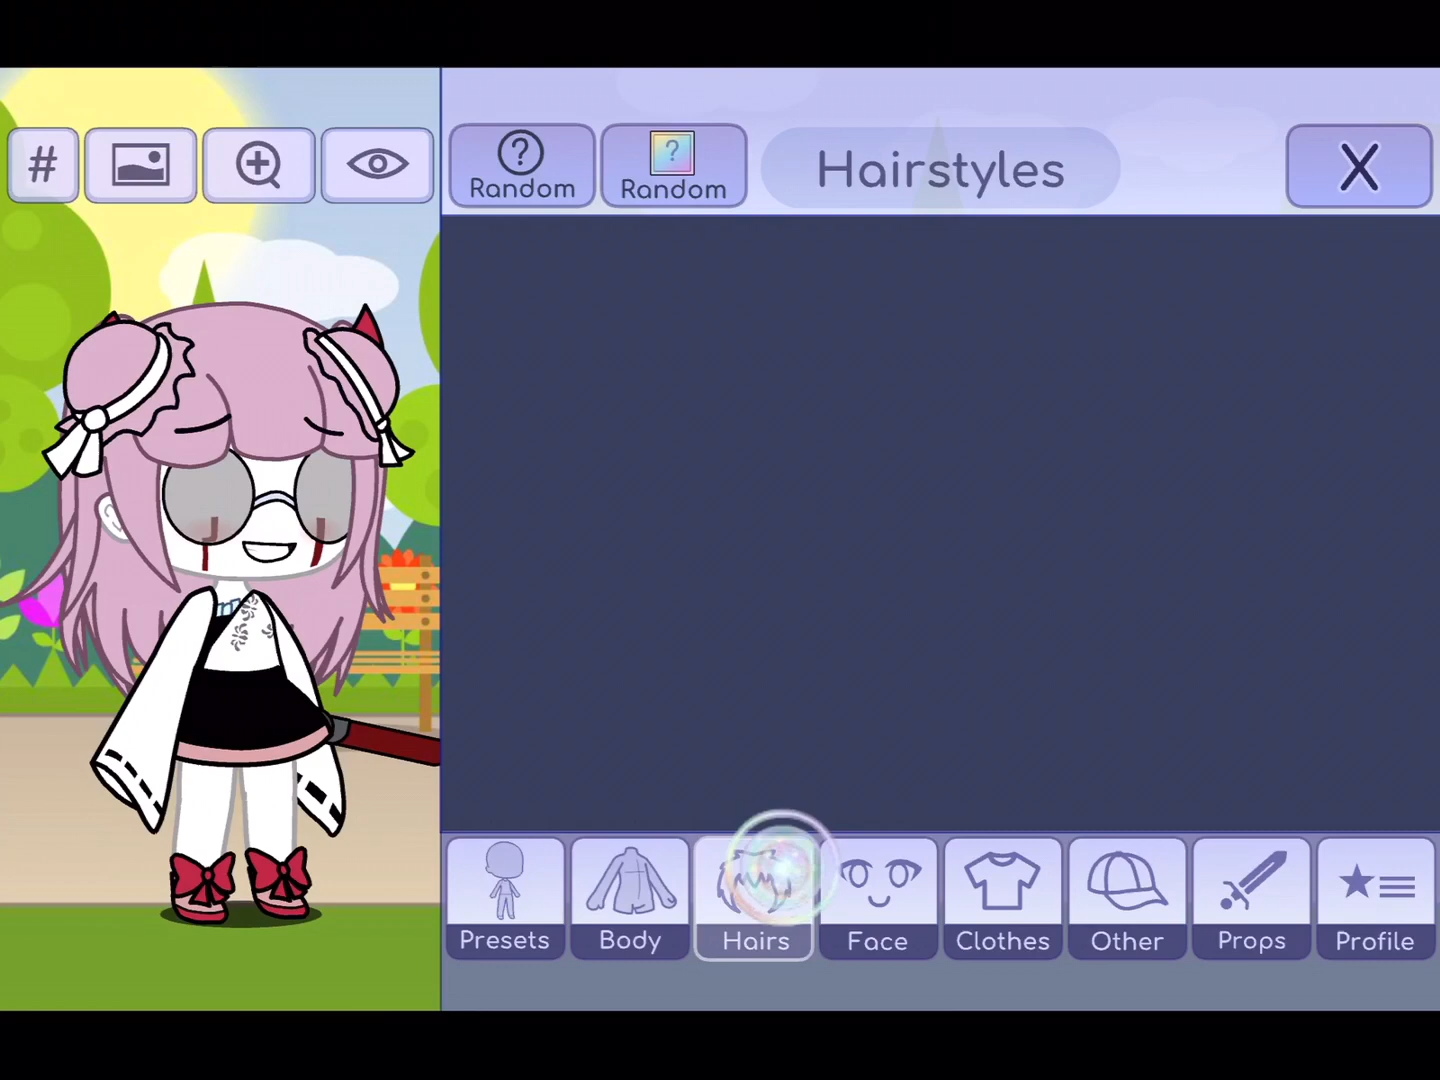 #
? Random
? Random
Hairstyles
X
Presets
Body
Hairs
Face
Clothes
Other
Props
Profile